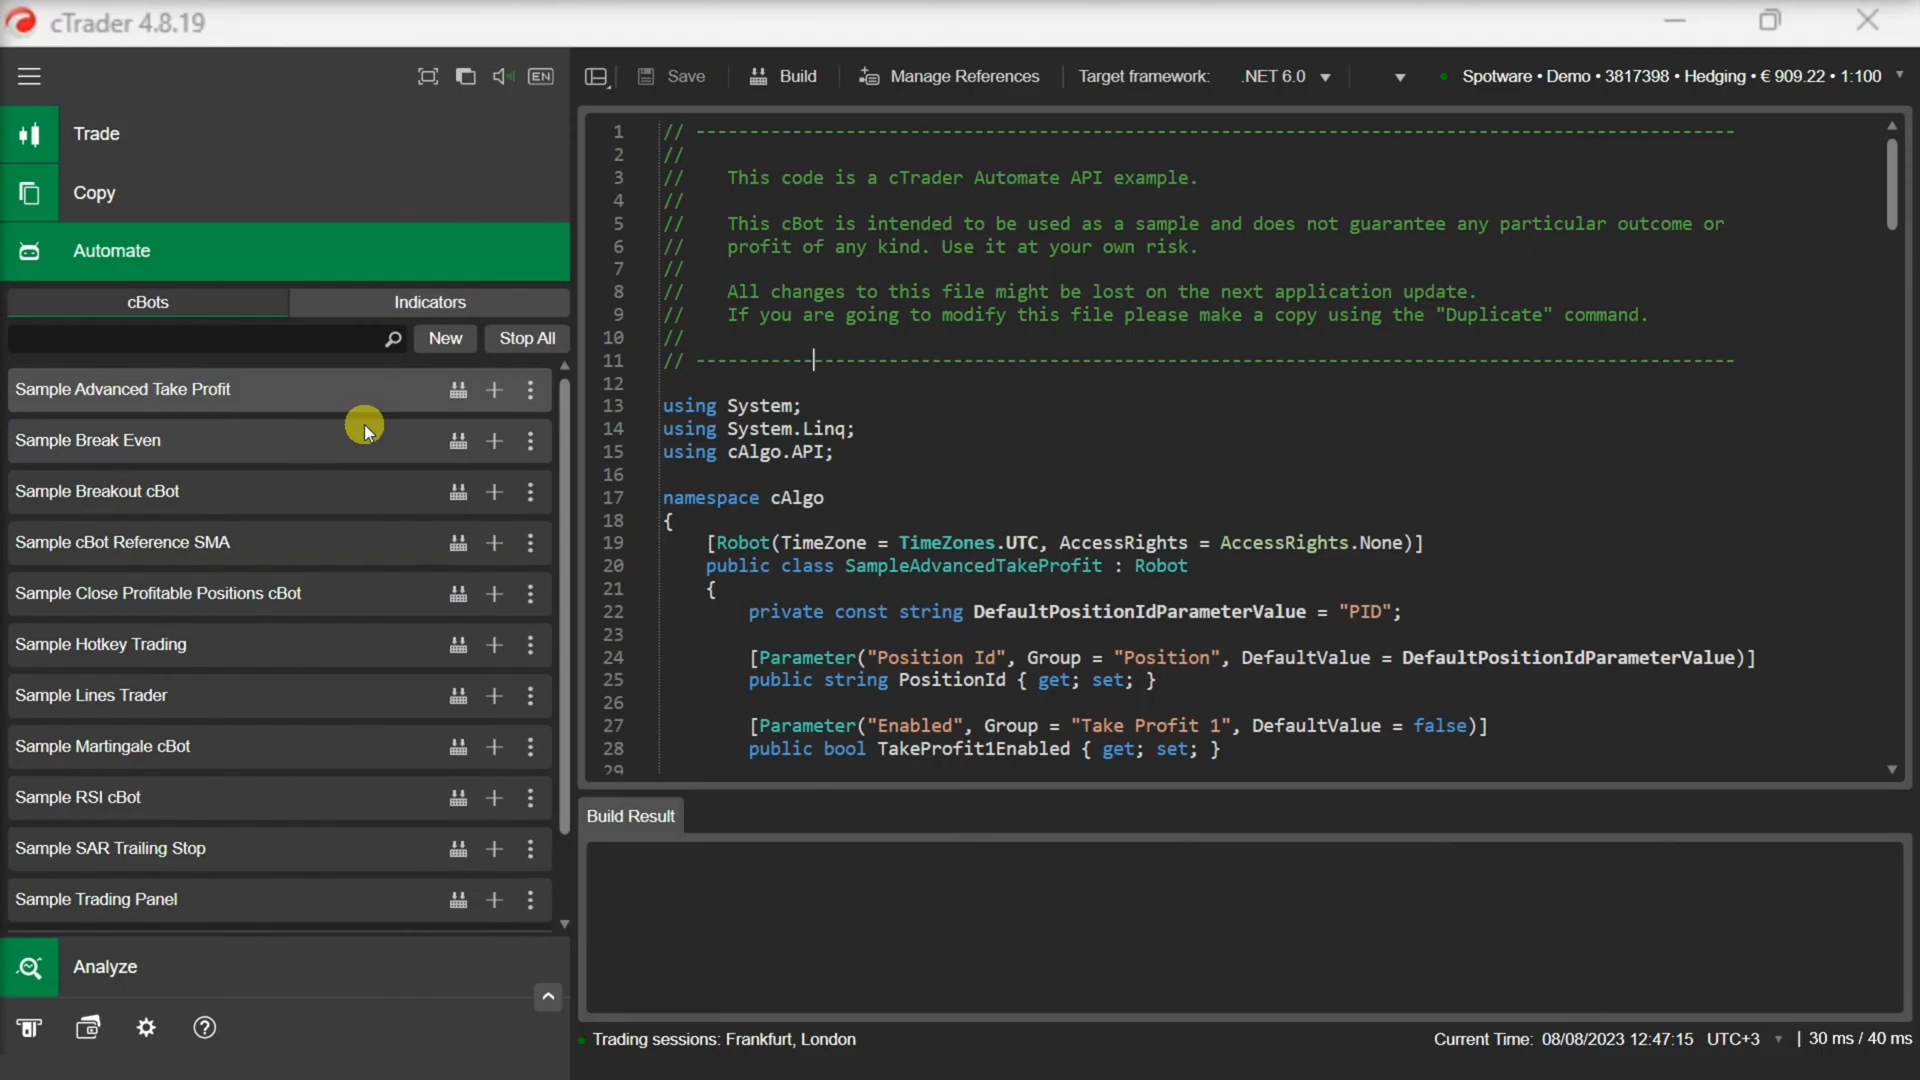 cTrader 4.8.19
EN
Save
Build
Manage References
Target framework:
.NET 6.0
Spotware • Demo • 3817398 • Hedging • € 909.22 • 1:100
Trade
Copy
Automate
cBots
Indicators
New
Stop All
Sample Advanced Take Profit
Sample Break Even
Sample Breakout cBot
Sample cBot Reference SMA
Sample Close Profitable Positions cBot
Sample Hotkey Trading
Sample Lines Trader
Sample Martingale cBot
Sample RSI cBot
Sample SAR Trailing Stop
Sample Trading Panel
Analyze
1 // -------------------------------------------------------------------------------------------------
2 //
3 //    This code is a cTrader Automate API example.
4 //
5 //    This cBot is intended to be used as a sample and does not guarantee any particular outcome or
6 //    profit of any kind. Use it at your own risk.
7 //
8 //    All changes to this file might be lost on the next application update.
9 //    If you are going to modify this file please make a copy using the "Duplicate" command.
10 //
11 // -------------------------------------------------------------------------------------------------
12
13 using System;
14 using System.Linq;
15 using cAlgo.API;
16
17 namespace cAlgo
18 {
19     [Robot(TimeZone = TimeZones.UTC, AccessRights = AccessRights.None)]
20     public class SampleAdvancedTakeProfit : Robot
21     {
22         private const string DefaultPositionIdParameterValue = "PID";
23
24         [Parameter("Position Id", Group = "Position", DefaultValue = DefaultPositionIdParameterValue)]
25         public string PositionId { get; set; }
26
27         [Parameter("Enabled", Group = "Take Profit 1", DefaultValue = false)]
28         public bool TakeProfit1Enabled { get; set; }
29
Build Result
Trading sessions: Frankfurt, London
Current Time: 08/08/2023 12:47:15 UTC+3 | 30 ms / 40 ms